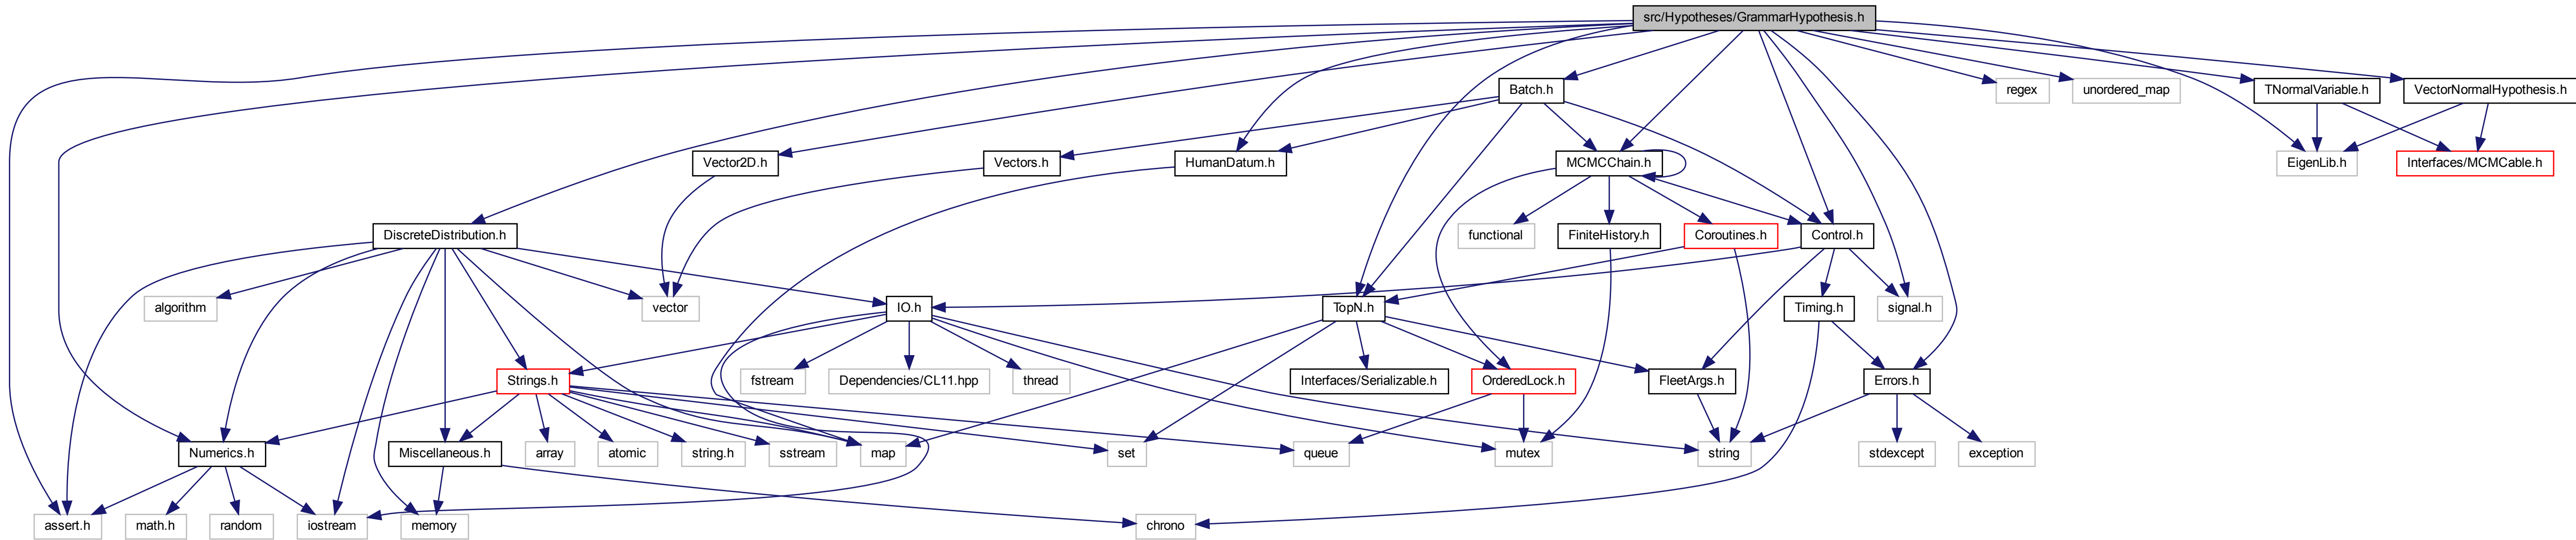 src/Hypotheses/GrammarHypothesis.h
Batch.h
regex
unordered_map
TNormalVariable.h
VectorNormalHypothesis.h
Vector2D.h
Vectors.h
HumanDatum.h
MCMCChain.h
EigenLib.h
Interfaces/MCMCable.h
DiscreteDistribution.h
functional
FiniteHistory.h
Coroutines.h
Control.h
algorithm
vector
IO.h
TopN.h
Timing.h
signal.h
Strings.h
fstream
Dependencies/CL11.hpp
thread
Interfaces/Serializable.h
OrderedLock.h
FleetArgs.h
Errors.h
Numerics.h
Miscellaneous.h
array
atomic
string.h
sstream
map
set
queue
mutex
string
stdexcept
exception
assert.h
math.h
random
iostream
memory
chrono